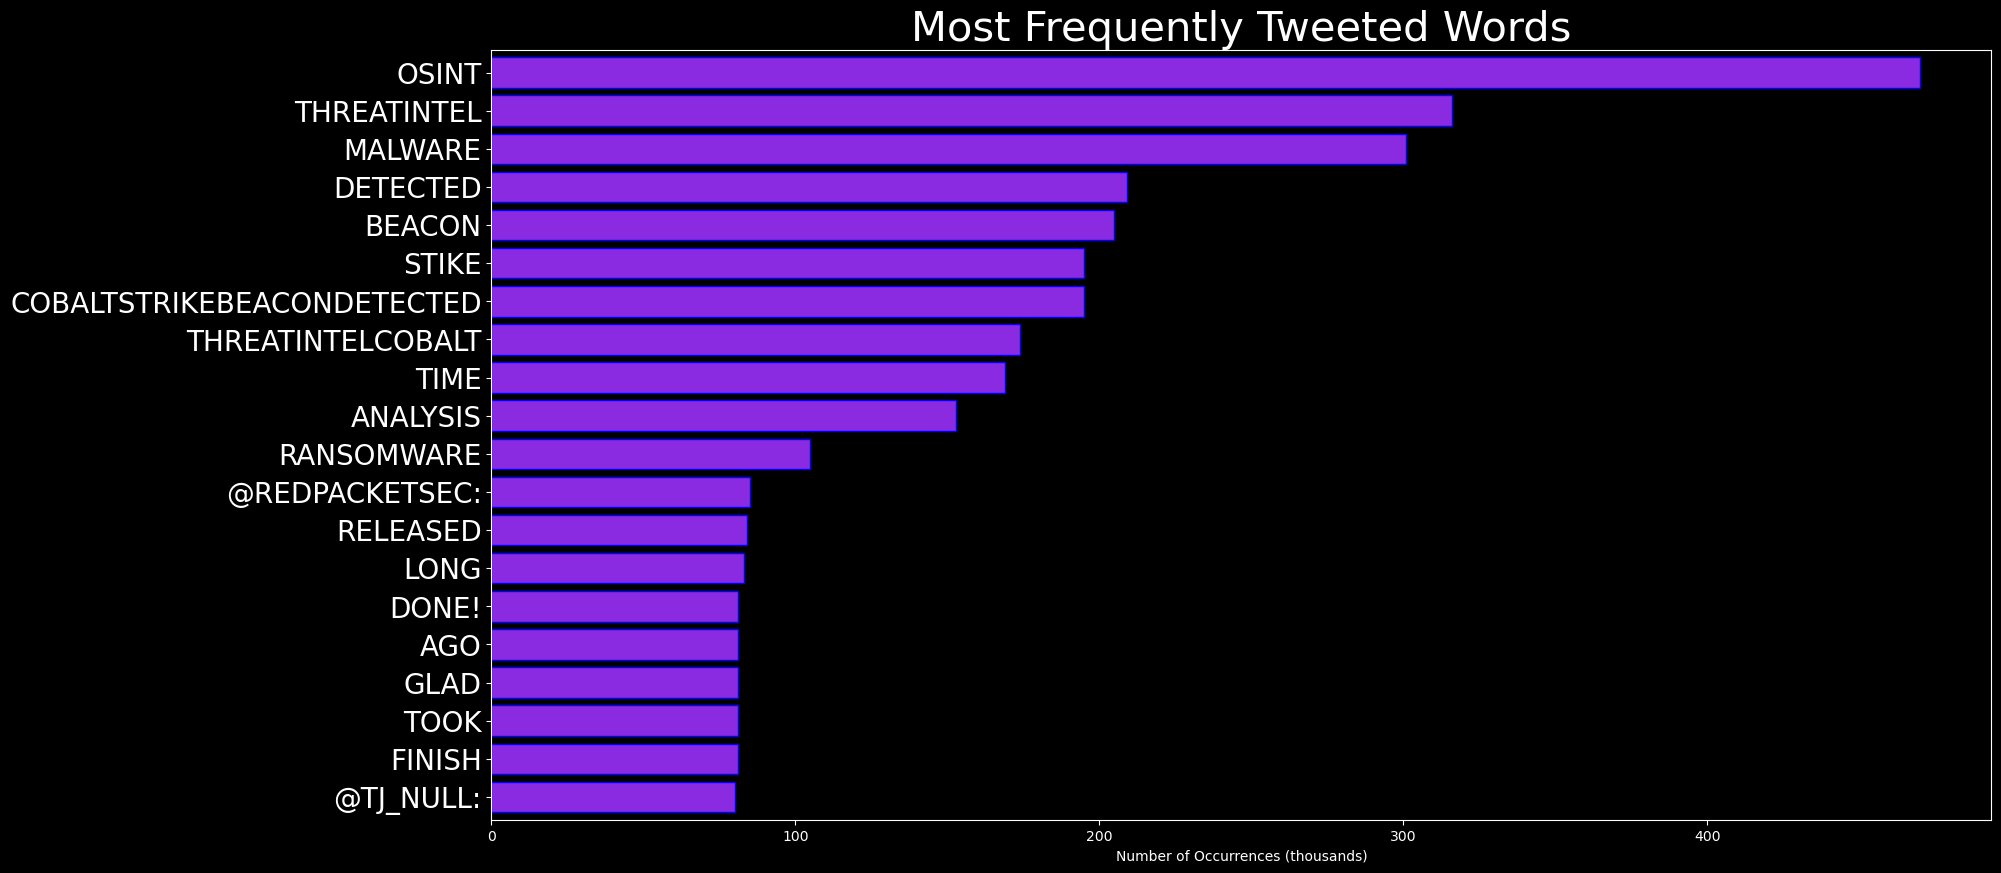 Most Frequently Tweeted Words
OSINT
THREATINTEL
MALWARE
DETECTED
BEACON
STIKE
COBALTSTRIKEBEACONDETECTED
THREATINTELCOBALT
TIME
ANALYSIS
RANSOMWARE
@REDPACKETSEC:
RELEASED
LONG
DONE!
AGO
GLAD
TOOK
FINISH
@TJ_NULL:
0 100 200 300 400
Number of Occurrences (thousands)